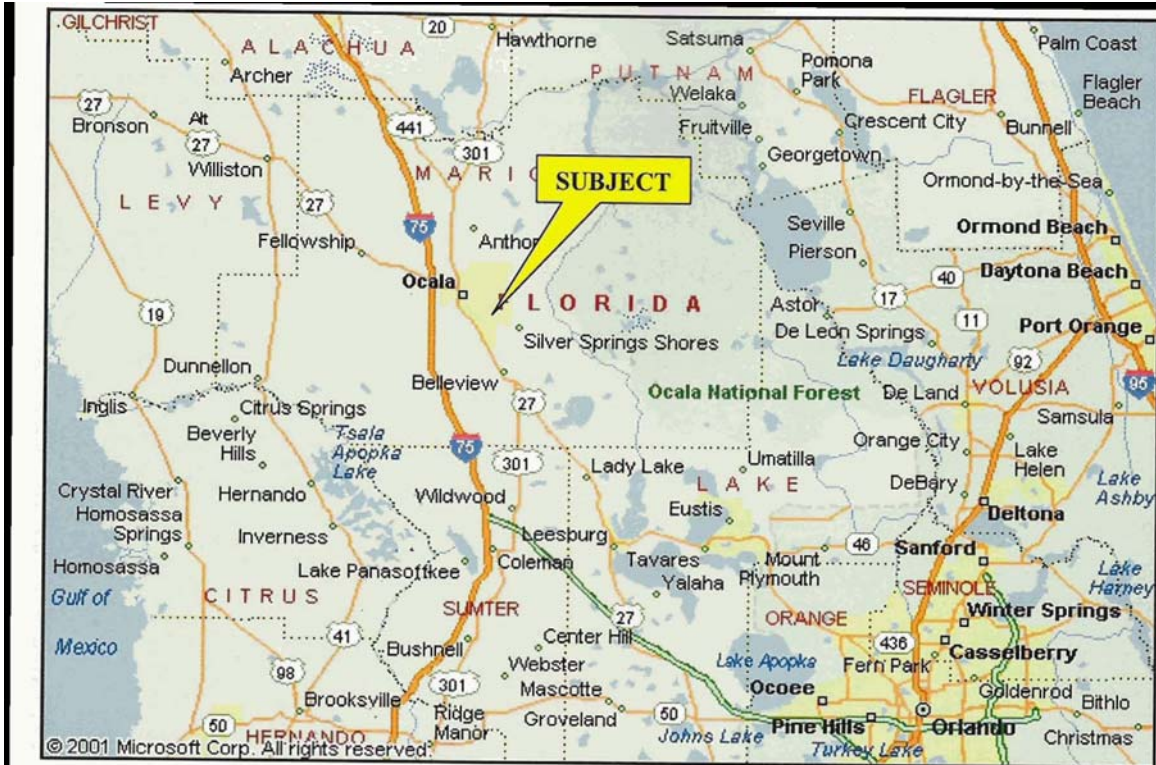 GILCHRIST
ALACHUA
20
Hawthorne
Satsuma
Palm Coast
Archer
PUTNAM
Pomona
Park
Flagler
Beach
27
Bronson
Alt
27
441
Welaka
FLAGLER
Fruitville
Crescent City
Bunnell
301
Williston
Georgetown
MARIO
SUBJECT
Ormond-by-the-Sea
LEVY
27
75
Anthon
Seville
Ormond Beach
Fellowship
Pierson
Ocala
40
Daytona Beach
FLORIDA
17
Astor
19
11
Silver Springs Shores
De Leon Springs
Port Orange
Dunnellon
Lake Daugharty
92
Belleview
VOLUSIA
95
27
Ocala National Forest
De Land
Inglis
Citrus Springs
Samsula
Beverly
Hills
Tsala
Apopka
Lake
75
301
Orange City
Lake
Helen
Lady Lake
Umatilla
Crystal River
Hernando
Wildwood
LAKE
DeBary
Lake
Ashby
Homosassa
Springs
Eustis
Deltona
Inverness
Leesburg
46
Sanford
Homosassa
Lake Panasoffkee
Coleman
Tavares
Mount
Plymouth
Lake
Harney
Yalaha
Gulf of
Mexico
CITRUS
SUMTER
SEMINOLE
27
ORANGE
Winter Springs
41
Bushnell
Center Hill
436
Casselberry
Webster
Lake Apopka
Fern Park
98
301
Mascotte
Ocoee
Goldenrod
Bithlo
Brooksville
50
Ridge
Manor
Groveland
50
Pine Hills
Orlando
HERNANDO
Johns Lake
Turkey Lake
Christmas
© 2001 Microsoft Corp. All rights reserved.